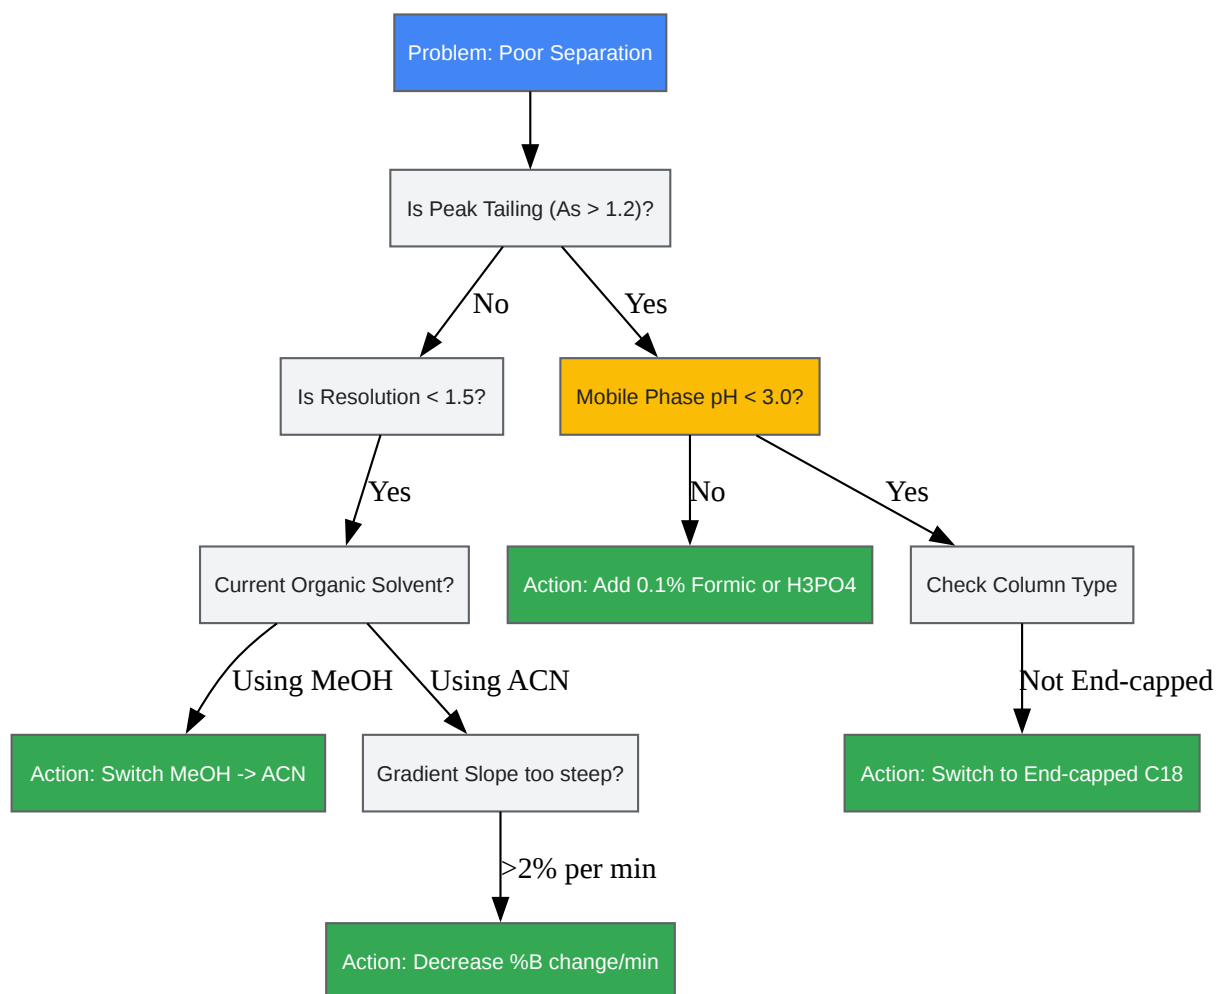 Problem: Poor Separation
Is Peak Tailing (As > 1.2)?
No
Yes
Is Resolution < 1.5?
Mobile Phase pH < 3.0?
Yes
No
Yes
Current Organic Solvent?
Action: Add 0.1% Formic or H3PO4
Check Column Type
Using MeOH
Using ACN
Not End-capped
Action: Switch MeOH -> ACN
Gradient Slope too steep?
Action: Switch to End-capped C18
>2% per min
Action: Decrease %B change/min